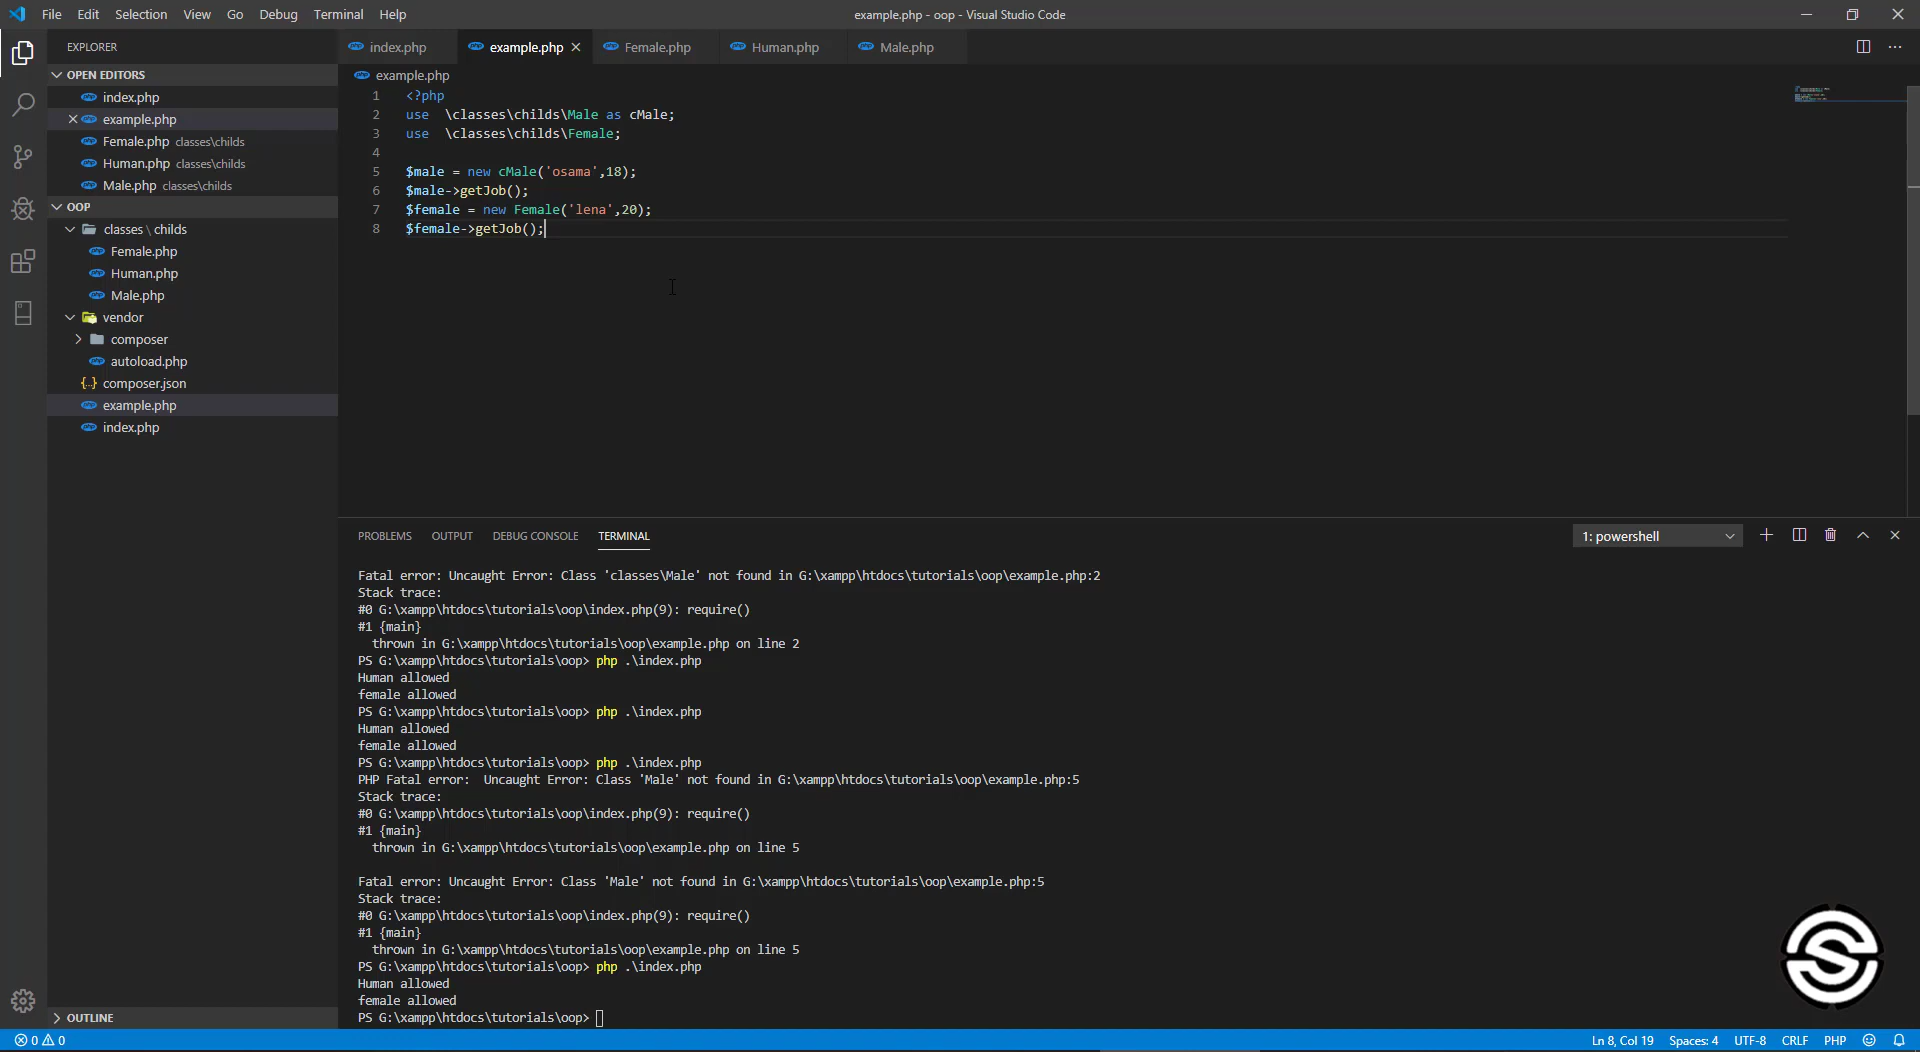 File Edit Selection View Go Debug Terminal Help
example.php - oop - Visual Studio Code
EXPLORER
OPEN EDITORS
index.php
example.php
Female.php classes\childs
Human.php classes\childs
Male.php classes\childs
OOP
classes \ childs
Female.php
Human.php
Male.php
vendor
composer
autoload.php
composer.json
example.php
index.php
OUTLINE
index.php example.php Female.php Human.php Male.php
example.php
1 <?php
2 use  \classes\childs\Male as cMale;
3 use  \classes\childs\Female;
4
5 $male = new cMale('osama',18);
6 $male->getJob();
7 $female = new Female('lena',20);
8 $female->getJob();
PROBLEMS OUTPUT DEBUG CONSOLE TERMINAL
1: powershell
Fatal error: Uncaught Error: Class 'classes\Male' not found in G:\xampp\htdocs\tutorials\oop\example.php:2
Stack trace:
#0 G:\xampp\htdocs\tutorials\oop\index.php(9): require()
#1 {main}
  thrown in G:\xampp\htdocs\tutorials\oop\example.php on line 2
PS G:\xampp\htdocs\tutorials\oop> php .\index.php
Human allowed
female allowed
PS G:\xampp\htdocs\tutorials\oop> php .\index.php
Human allowed
female allowed
PS G:\xampp\htdocs\tutorials\oop> php .\index.php
PHP Fatal error:  Uncaught Error: Class 'Male' not found in G:\xampp\htdocs\tutorials\oop\example.php:5
Stack trace:
#0 G:\xampp\htdocs\tutorials\oop\index.php(9): require()
#1 {main}
  thrown in G:\xampp\htdocs\tutorials\oop\example.php on line 5
Fatal error: Uncaught Error: Class 'Male' not found in G:\xampp\htdocs\tutorials\oop\example.php:5
Stack trace:
#0 G:\xampp\htdocs\tutorials\oop\index.php(9): require()
#1 {main}
  thrown in G:\xampp\htdocs\tutorials\oop\example.php on line 5
PS G:\xampp\htdocs\tutorials\oop> php .\index.php
Human allowed
female allowed
PS G:\xampp\htdocs\tutorials\oop>
0 0
Ln 8, Col 19 Spaces: 4 UTF-8 CRLF PHP